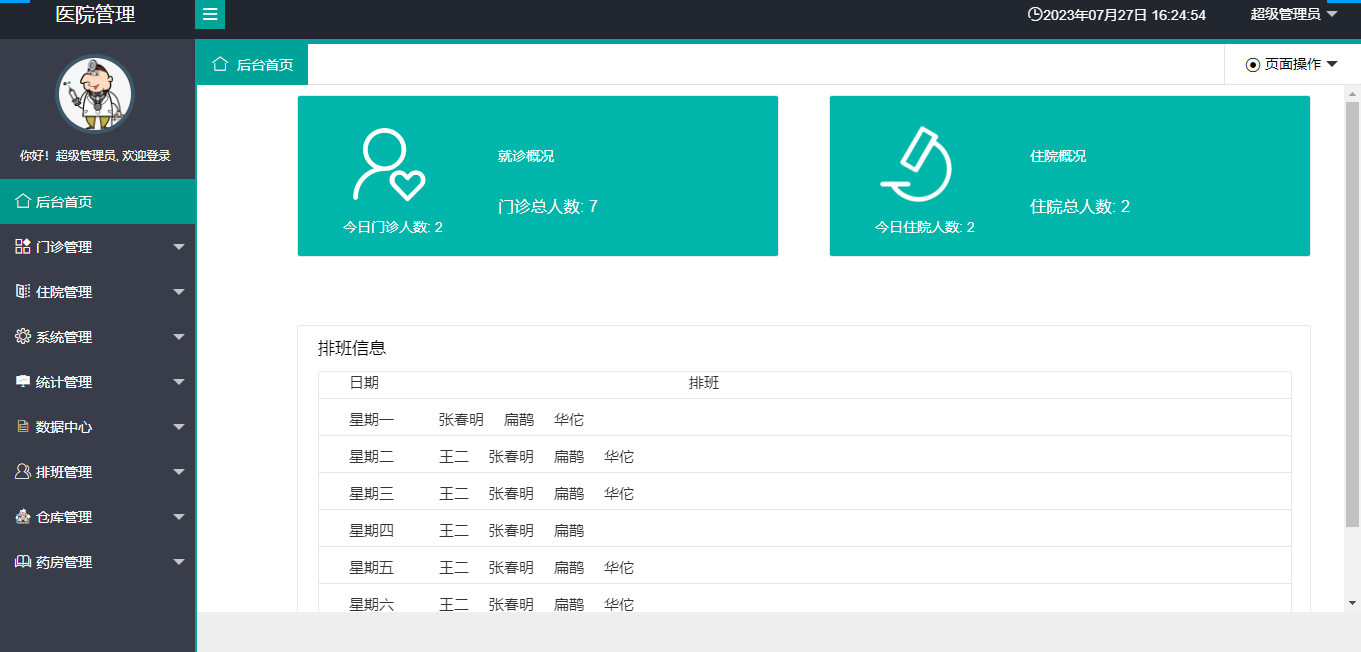 医院管理
2023年07月27日 16:24:54 超级管理员
后台首页 页面操作
你好！超级管理员, 欢迎登录
后台首页
门诊管理
住院管理
系统管理
统计管理
数据中心
排班管理
仓库管理
药房管理
就诊概况
门诊总人数: 7
今日门诊人数: 2
住院概况
住院总人数: 2
今日住院人数: 2
排班信息
日期 排班
星期一 张春明 扁鹊 华佗
星期二 王二 张春明 扁鹊 华佗
星期三 王二 张春明 扁鹊 华佗
星期四 王二 张春明 扁鹊
星期五 王二 张春明 扁鹊 华佗
星期六 王二 张春明 扁鹊 华佗